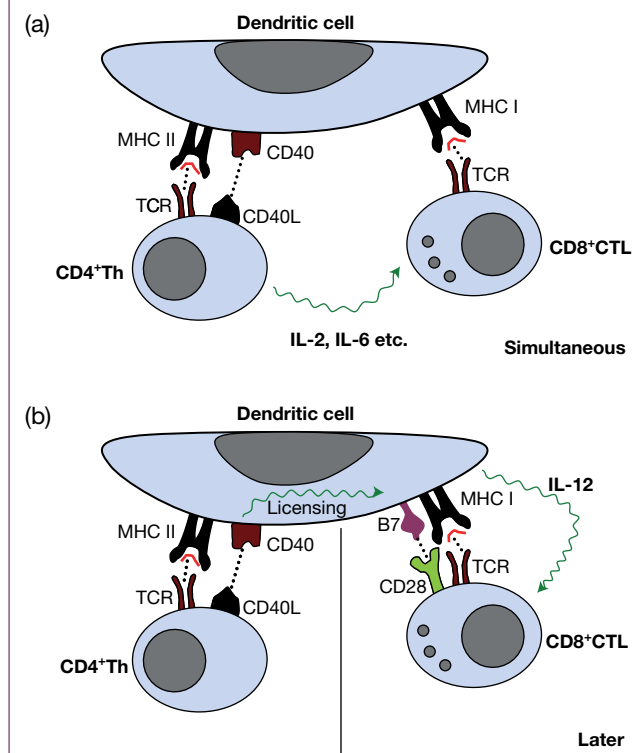 (a)
Dendritic cell
MHC II
CD40
MHC I
TCR
TCR
CD40L
CD4+Th
CD8+CTL
IL-2, IL-6 etc.
Simultaneous
(b)
Dendritic cell
IL-12
Licensing
MHC I
B7
MHC II
CD40
TCR
TCR
CD28
CD40L
CD4+Th
CD8+CTL
Later